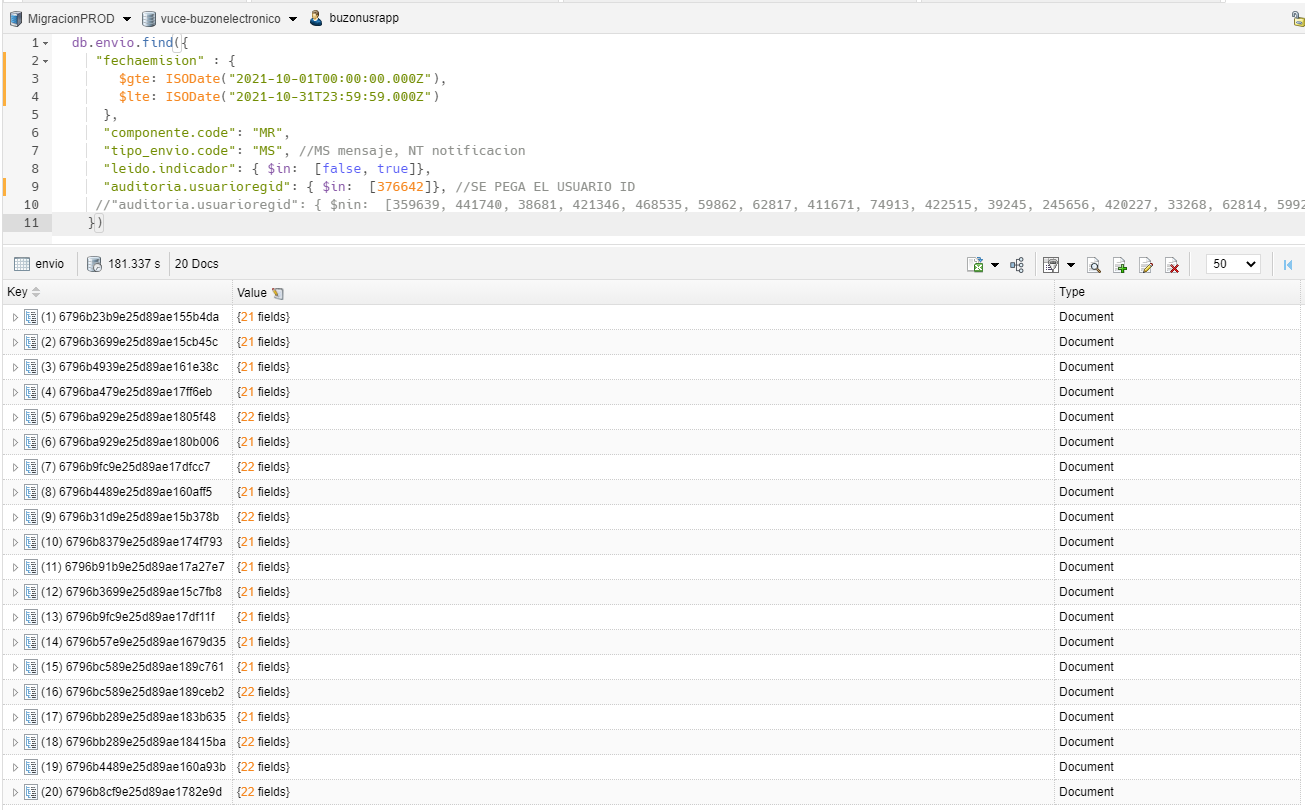 MigracionPROD vuce-buzonelectronico buzonusrapp
1 db.envio.find({
2 "fechaemision" : {
3 $gte: ISODate("2021-10-01T00:00:00.000Z"),
4 $lte: ISODate("2021-10-31T23:59:59.000Z")
5 },
6 "componente.code": "MR",
7 "tipo_envio.code": "MS", //MS mensaje, NT notificacion
8 "leido.indicador": { $in: [false, true]},
9 "auditoria.usuarioregid": { $in: [376642]}, //SE PEGA EL USUARIO ID
10 //"auditoria.usuarioregid": { $nin: [359639, 441740, 38681, 421346, 468535, 59862, 62817, 411671, 74913, 422515, 39245, 245656, 420227, 33268, 62814, 5992
11 })
envio 181.337 s 20 Docs 50
Key Value Type
(1) 6796b23b9e25d89ae155b4da {21 fields} Document
(2) 6796b3699e25d89ae15cb45c {21 fields} Document
(3) 6796b4939e25d89ae161e38c {21 fields} Document
(4) 6796ba479e25d89ae17ff6eb {21 fields} Document
(5) 6796ba929e25d89ae1805f48 {22 fields} Document
(6) 6796ba929e25d89ae180b006 {21 fields} Document
(7) 6796b9fc9e25d89ae17dfcc7 {22 fields} Document
(8) 6796b4489e25d89ae160aff5 {21 fields} Document
(9) 6796b31d9e25d89ae15b378b {22 fields} Document
(10) 6796b8379e25d89ae174f793 {21 fields} Document
(11) 6796b91b9e25d89ae17a27e7 {21 fields} Document
(12) 6796b3699e25d89ae15c7fb8 {21 fields} Document
(13) 6796b9fc9e25d89ae17df11f {21 fields} Document
(14) 6796b57e9e25d89ae1679d35 {21 fields} Document
(15) 6796bc589e25d89ae189c761 {21 fields} Document
(16) 6796bc589e25d89ae189ceb2 {22 fields} Document
(17) 6796bb289e25d89ae183b635 {21 fields} Document
(18) 6796bb289e25d89ae18415ba {22 fields} Document
(19) 6796b4489e25d89ae160a93b {22 fields} Document
(20) 6796b8cf9e25d89ae1782e9d {22 fields} Document